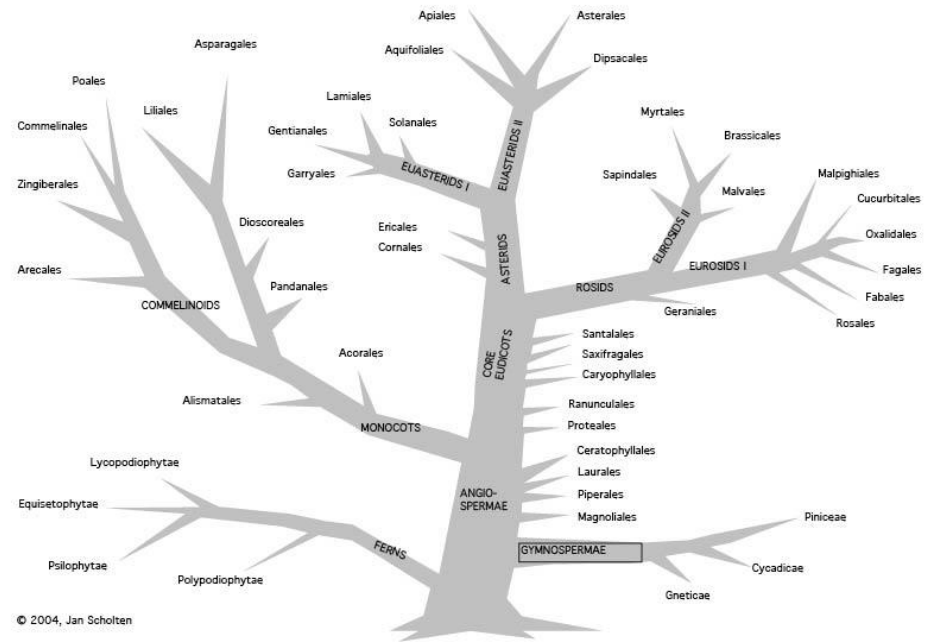 Apiales
Asterales
Asparagales
Aquifoliales
Dipsacales
Poales
Lamiales
Liliales
Solanales
Myrtales
Commelinales
Gentianales
EUASTERIDS II
Brassicales
Garryales
EUASTERIDS I
Sapindales
Malpighiales
Zingiberales
Malvales
Cucurbitales
Dioscoreales
Ericales
EUROSIDS II
Oxalidales
Cornales
ASTERIDS
Arecales
EUROSIDS I
Fagales
Pandanales
ROSIDS
Fabales
COMMELINOIDS
Geraniales
Rosales
Santalales
Acorales
CORE
EUDICOTS
Saxifragales
Caryophyllales
Alismatales
Ranunculales
MONOCOTS
Proteales
Ceratophyllales
Lycopodiophytae
Laurales
ANGIO-
SPERMAE
Piperales
Equisetophytae
Magnoliales
Piniceae
FERNS
GYMNOSPERMAE
Psilophytae
Cycadicae
Polypodiophytae
Gneticae
© 2004, Jan Scholten